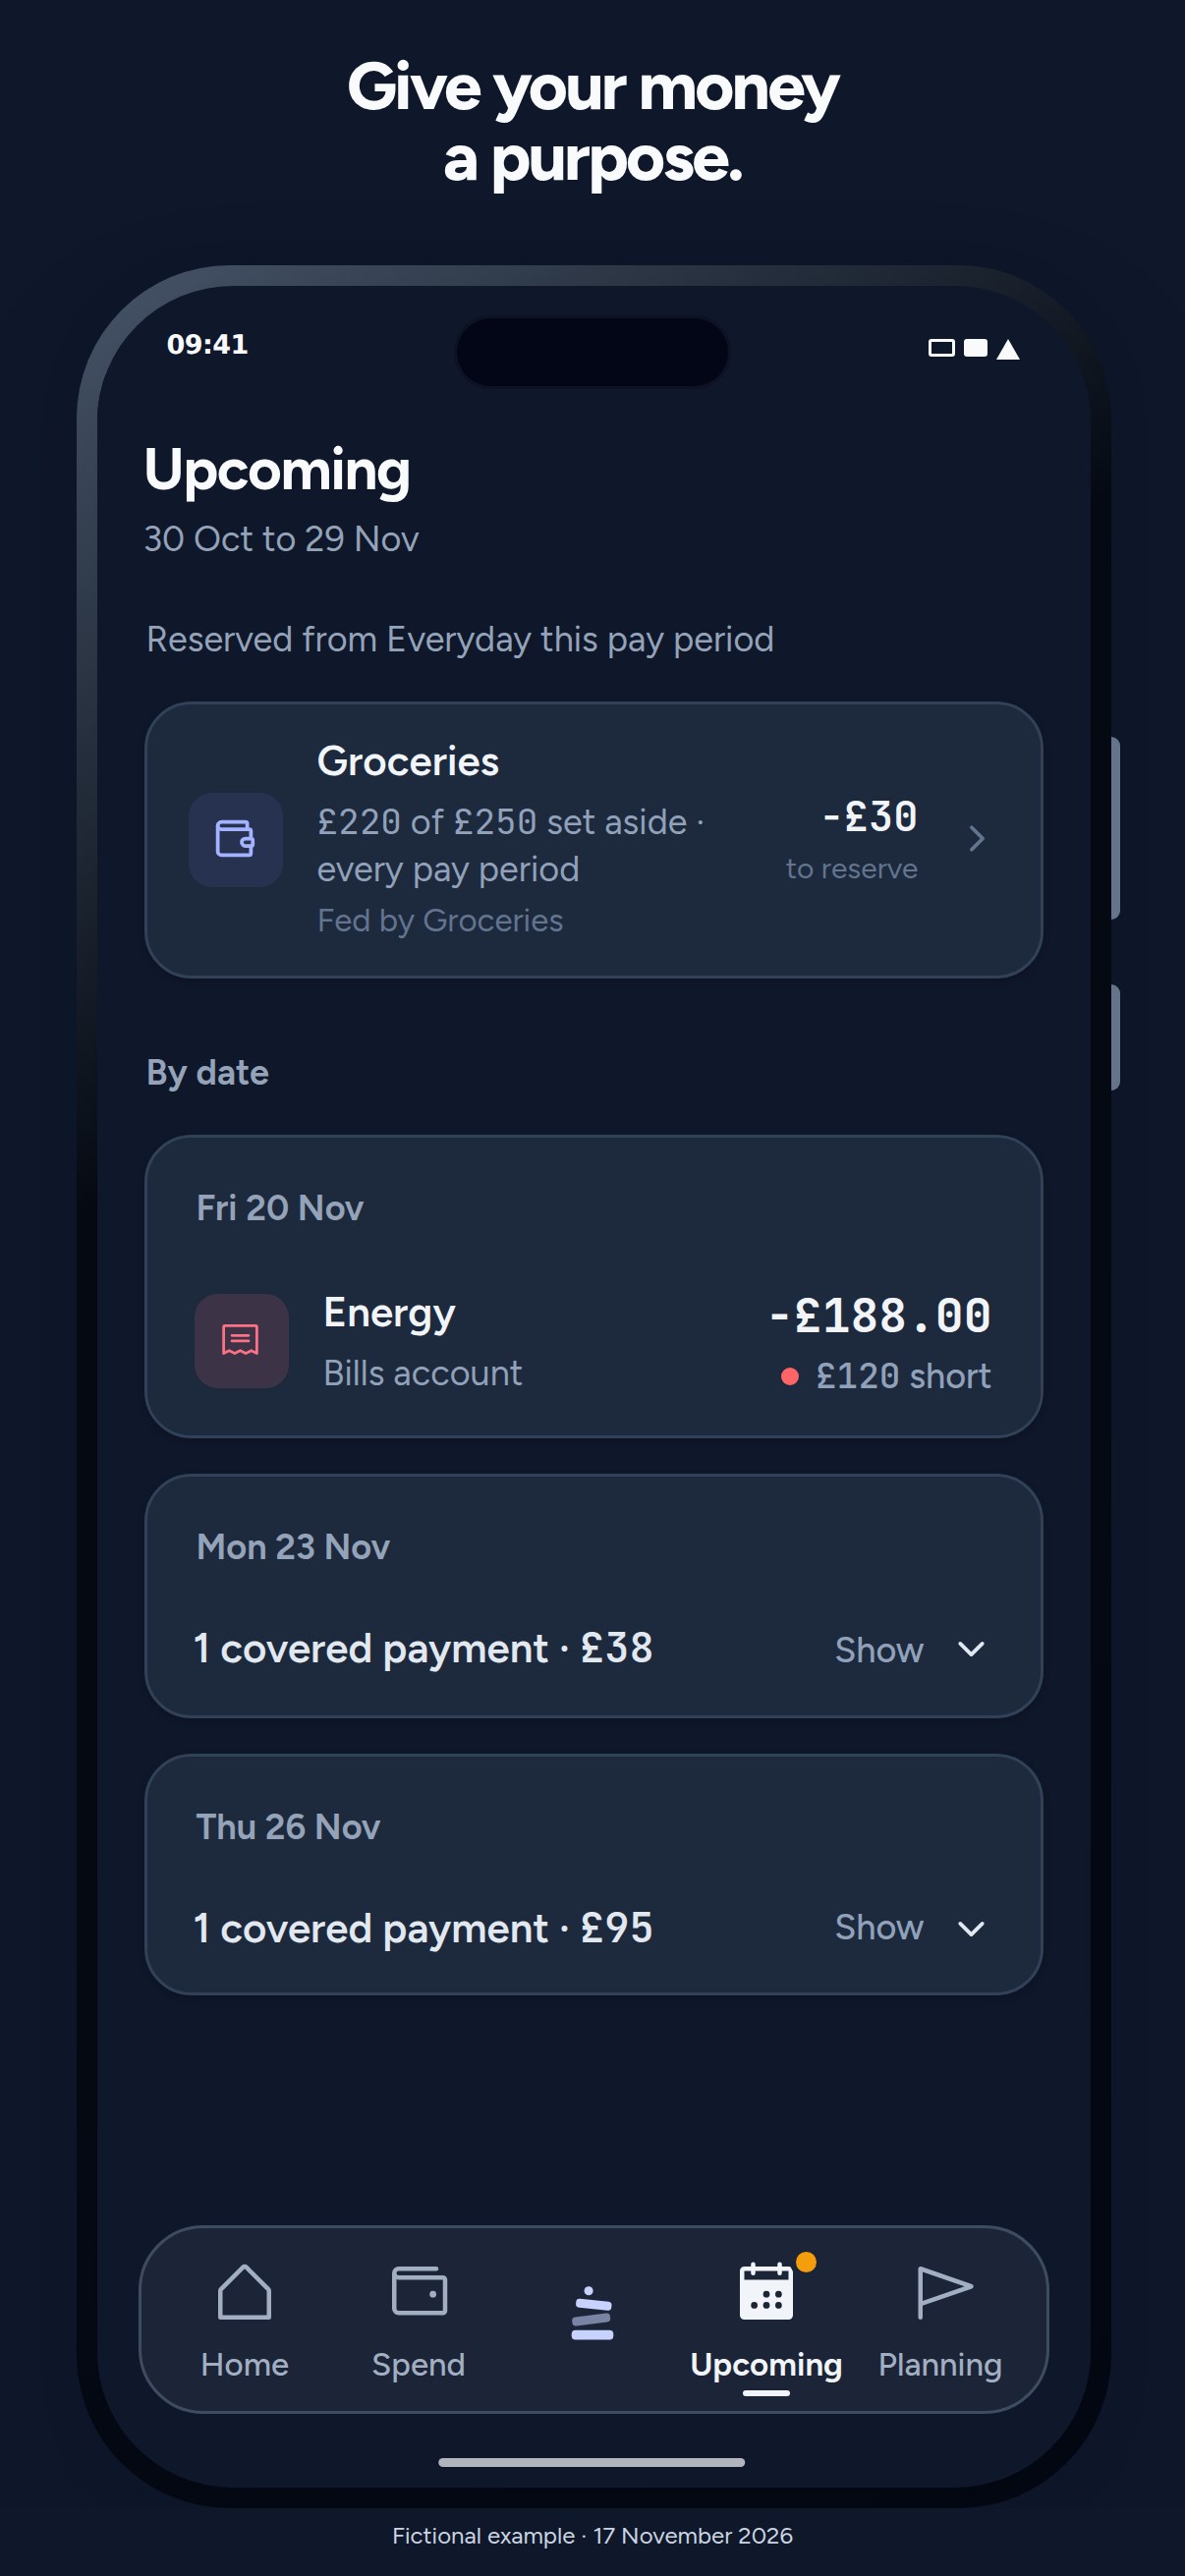 Give your money
a purpose.
09:41
Upcoming
30 Oct to 29 Nov
Reserved from Everyday this pay period
Groceries
£220 of £250 set aside ·
every pay period
Fed by Groceries
-£30
to reserve
By date
Fri 20 Nov
Energy
Bills account
-£188.00
£120 short
Mon 23 Nov
1 covered payment · £38
Show
Thu 26 Nov
1 covered payment · £95
Show
Home
Spend
Upcoming
Planning
Fictional example · 17 November 2026